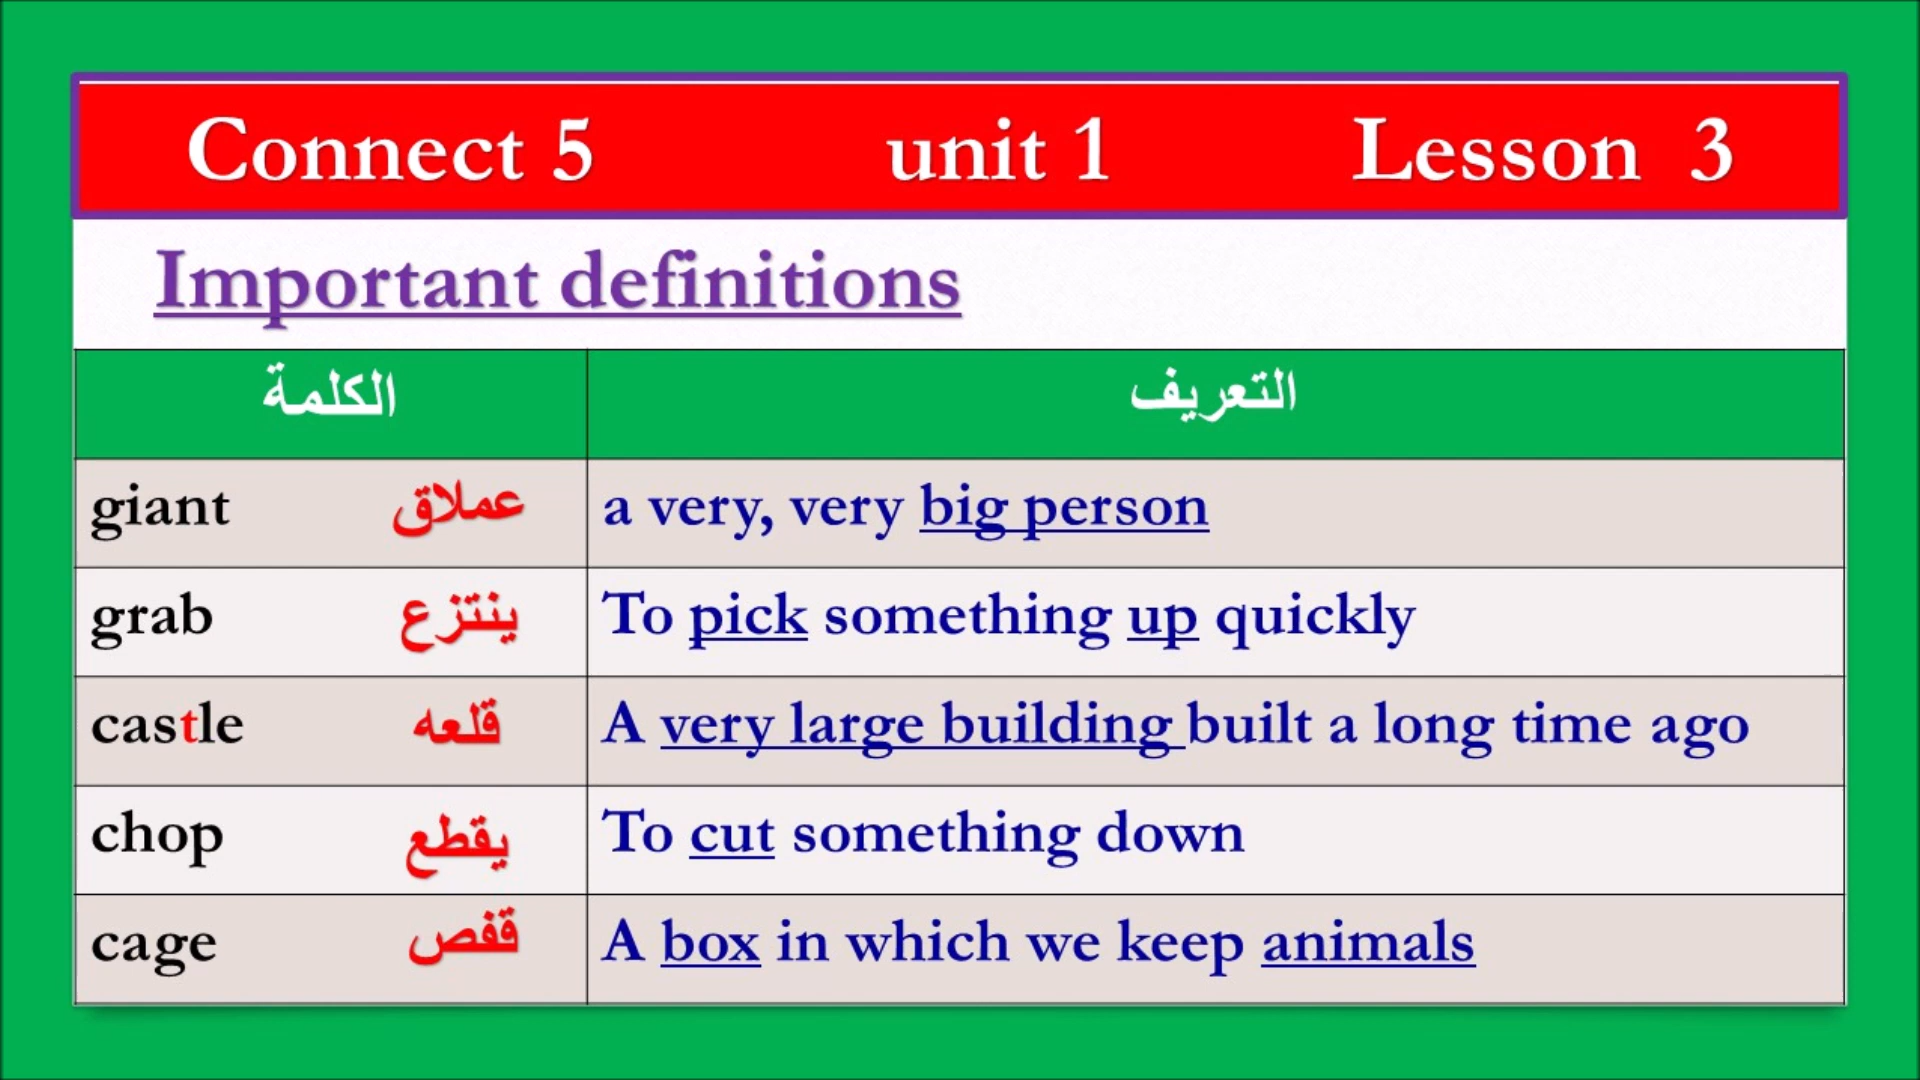 Connect 5 unit 1 Lesson 3
Important definitions
الكلمة التعريف
giant عملاق a very, very big person
grab ينتزع To pick something up quickly
castle قلعه A very large building built a long time ago
chop يقطع To cut something down
cage قفص A box in which we keep animals